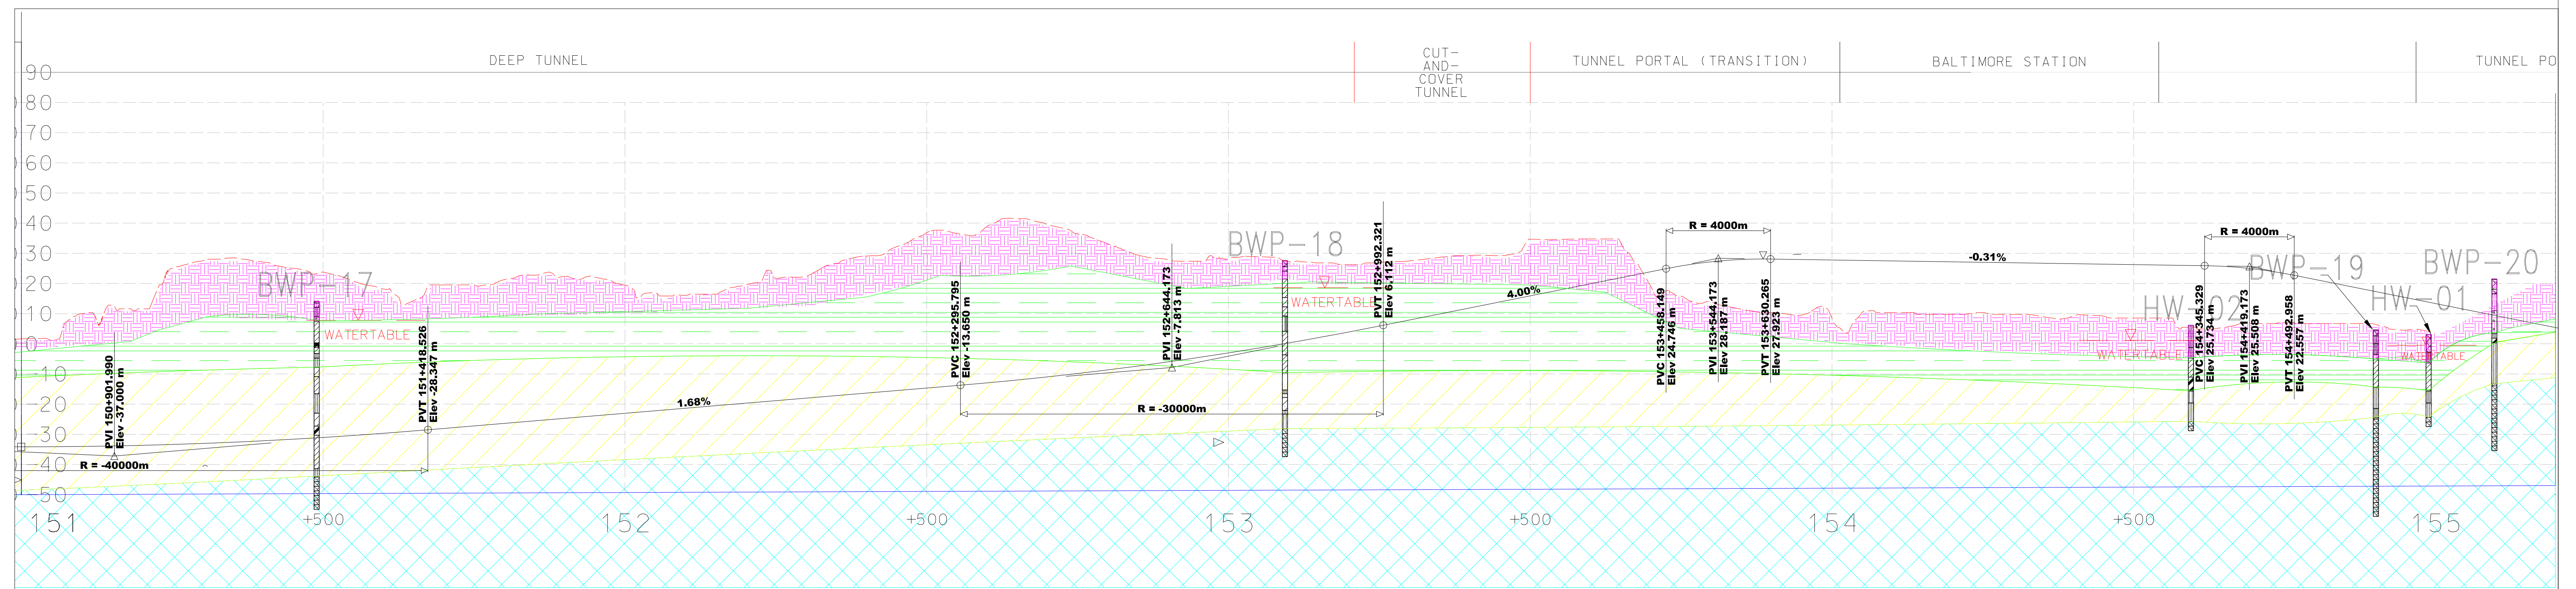 DEEP TUNNEL
CUT-
AND-
COVER
TUNNEL
TUNNEL PORTAL (TRANSITION)
BALTIMORE STATION
TUNNEL PO
90
80
70
60
50
40
30
20
10
0
-10
-20
-30
-40
-50
BWP-17
WATERTABLE
PVI 150+901.990
Elev -37.000 m
R = -40000m
PVT 151+418.526
Elev -28.347 m
1.68%
PVC 152+295.795
Elev -13.650 m
R = -30000m
PVI 152+644.173
Elev -7.813 m
BWP-18
WATERTABLE
PVT 152+992.321
Elev 6.112 m
4.00%
R = 4000m
PVC 153+458.149
Elev 24.746 m
PVI 153+544.173
Elev 28.187 m
PVT 153+630.265
Elev 27.923 m
-0.31%
WATERTABLE
HW-02
R = 4000m
PVC 154+345.329
Elev 25.734 m
PVI 154+419.173
Elev 25.508 m
PVT 154+492.958
Elev 22.557 m
BWP-19
HW-01
WATERTABLE
BWP-20
151
+500
152
+500
153
+500
154
+500
155